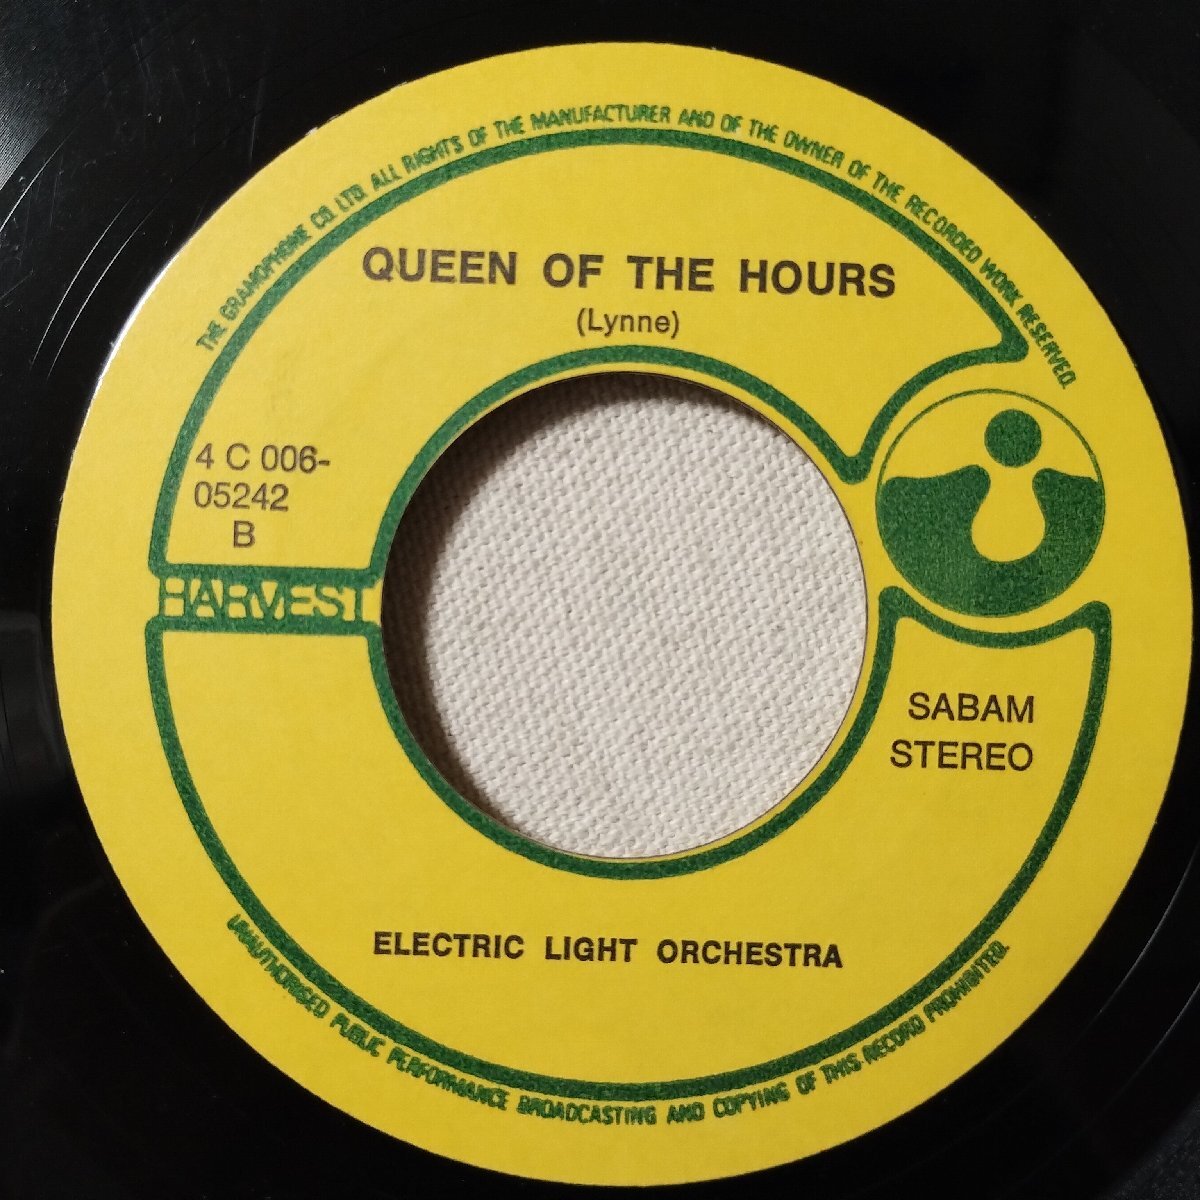 THE GRAMOPHONE CO. LTD. ALL RIGHTS OF THE MANUFACTURER AND OF THE OWNER OF THE RECORDED WORK RESERVED.
QUEEN OF THE HOURS
(Lynne)
4 C 006-
05242
B
HARVEST
SABAM
STEREO
ELECTRIC LIGHT ORCHESTRA
UNAUTHORISED PUBLIC PERFORMANCE BROADCASTING AND COPYING OF THIS RECORD PROHIBITED.